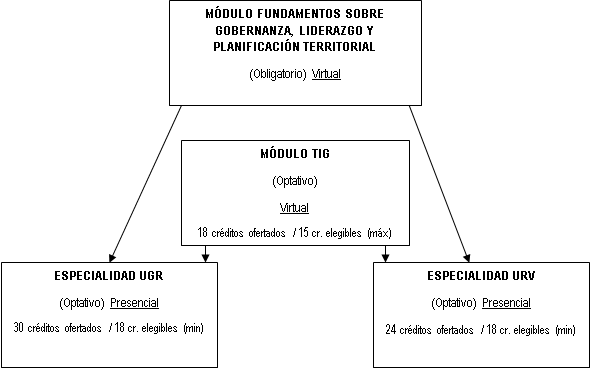 MÓDULO FUNDAMENTOS SOBRE
GOBERNANZA, LIDERAZGO Y
PLANIFICACIÓN TERRITORIAL
(Obligatorio) Virtual
MÓDULO TIG
(Optativo)
Virtual
18 créditos ofertados / 15 cr. elegibles (máx)
ESPECIALIDAD UGR
(Optativo) Presencial
30 créditos ofertados / 18 cr. elegibles (min)
ESPECIALIDAD URV
(Optativo) Presencial
24 créditos ofertados / 18 cr. elegibles (min)